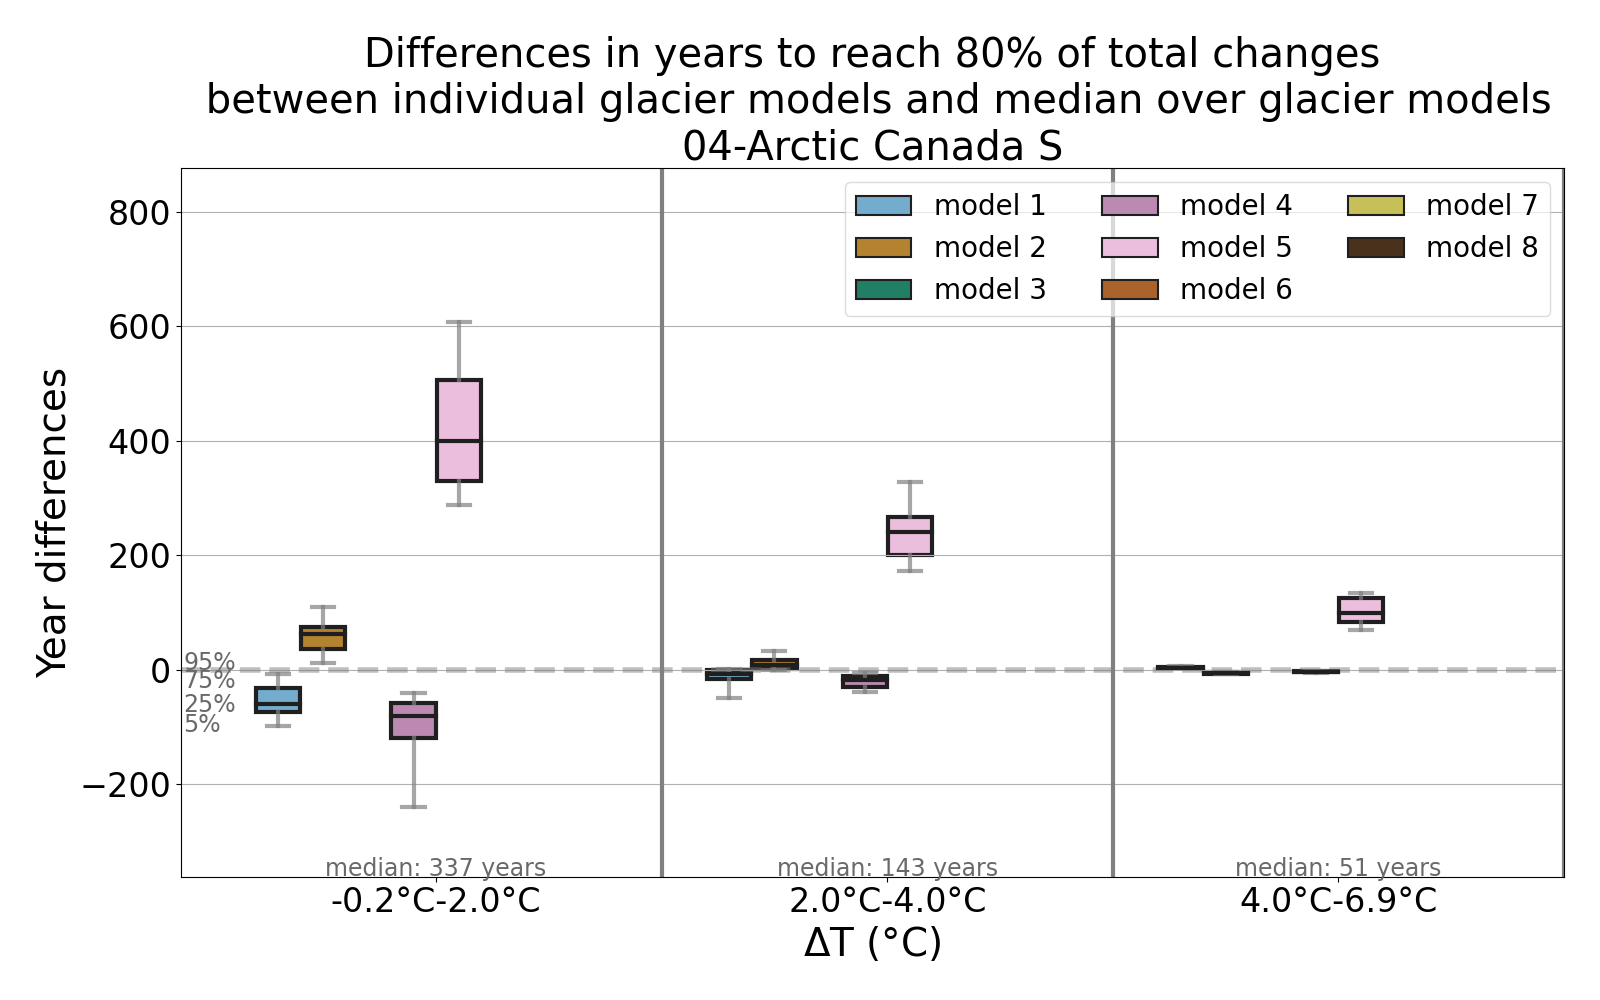 Differences in years to reach 80% of total changes
between individual glacier models and median over glacier models
04-Arctic Canada S
model 1 model 4 model 7
model 2 model 5 model 8
model 3 model 6
800
600
400
200
0
−200
Year differences
95%
75%
25%
5%
median: 337 years median: 143 years median: 51 years
-0.2°C-2.0°C 2.0°C-4.0°C 4.0°C-6.9°C
ΔT (°C)